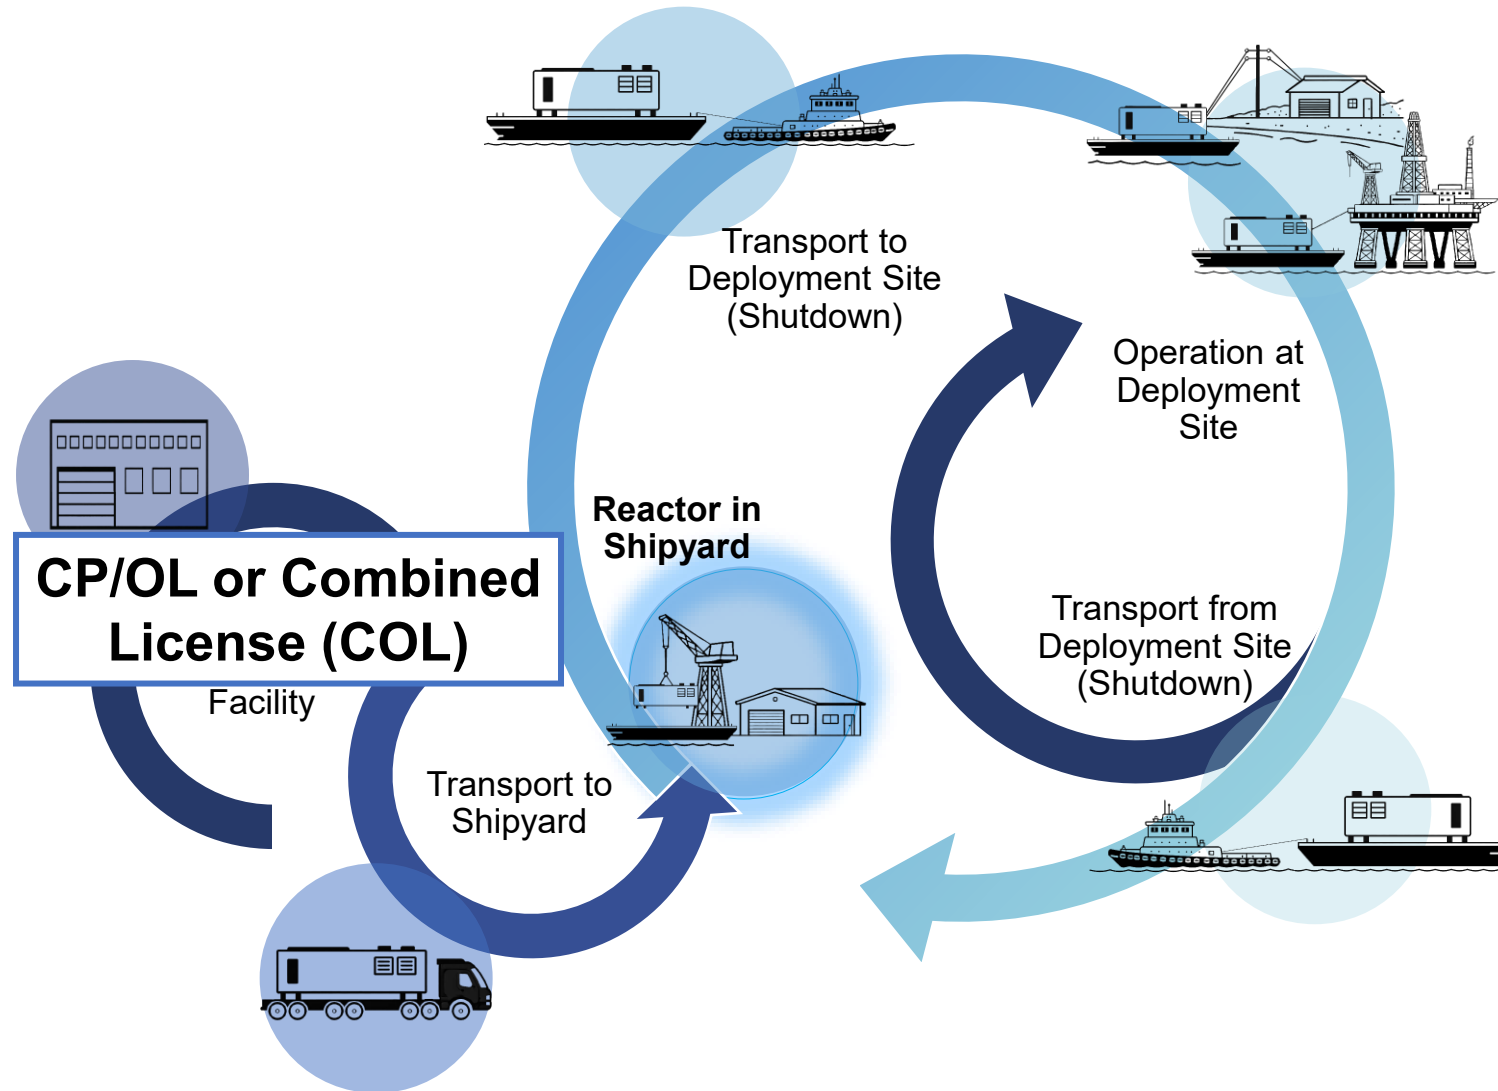 Transport to
Deployment Site
(Shutdown)
Operation at
Deployment
Site
Reactor in
Shipyard
CP/OL or Combined
License (COL)
Facility
Transport to
Shipyard
Transport from
Deployment Site
(Shutdown)